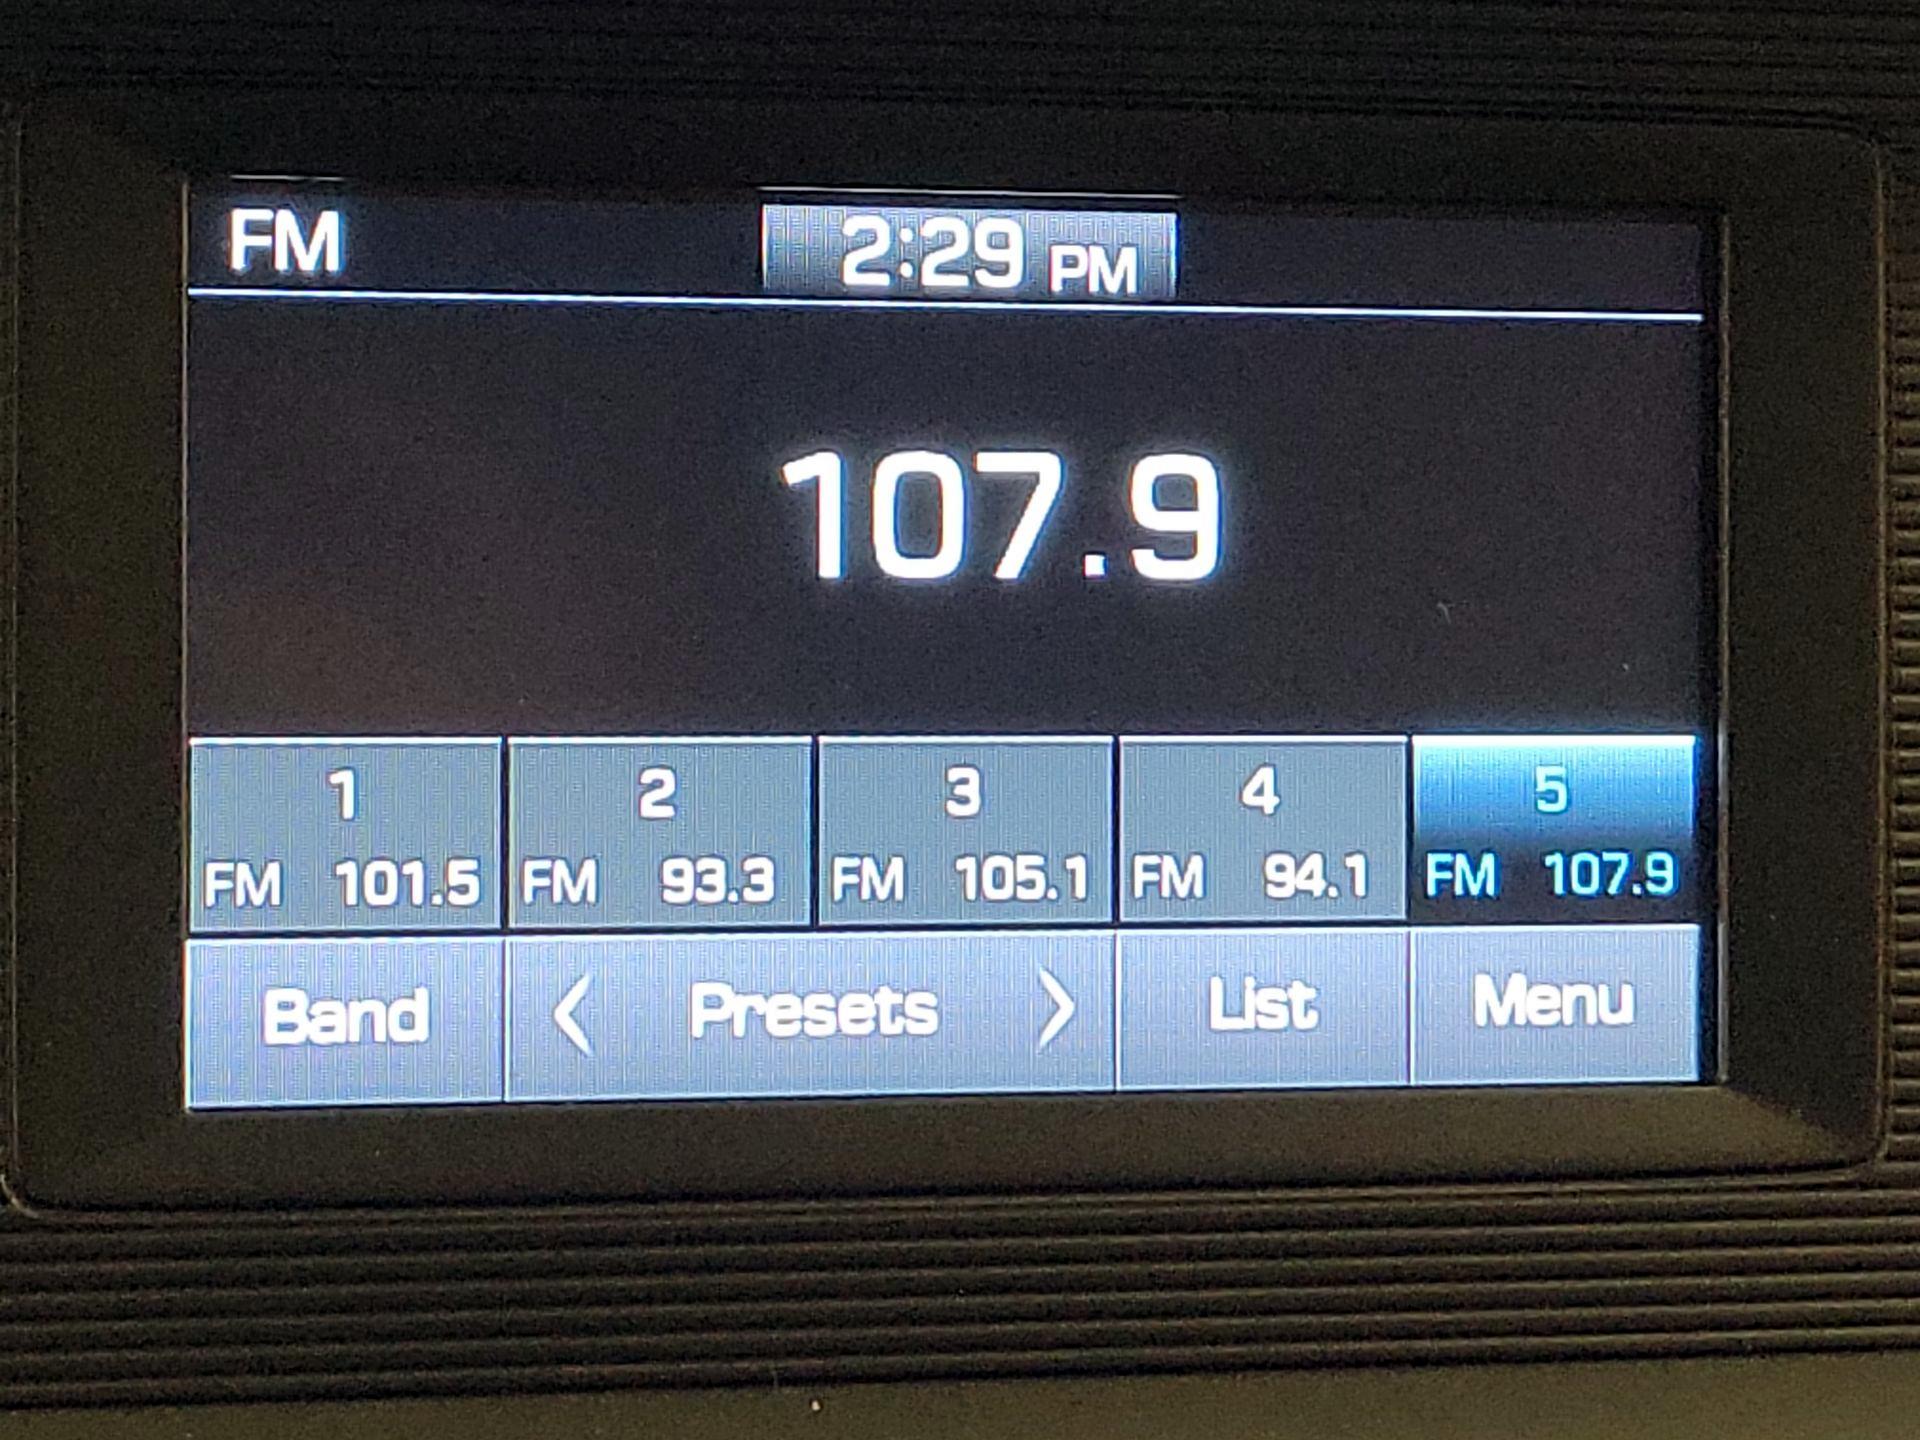 FM 2:29 PM
107.9
1 2 3 4 5
FM 101.5 FM 93.3 FM 105.1 FM 94.1 FM 107.9
Band < Presets > List Menu